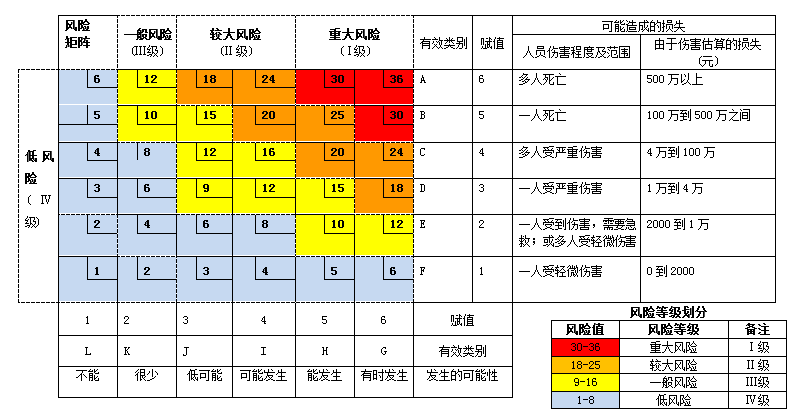 风险矩阵 一般风险(III级) 较大风险(II级) 重大风险(I级) 有效类别 赋值 可能造成的损失
人员伤害程度及范围 由于伤害估算的损失(元)
低风险(IV级)
6 12 18 24 30 36 A 6 多人死亡 500万以上
5 10 15 20 25 30 B 5 一人死亡 100万到500万之间
4 8 12 16 20 24 C 4 多人受严重伤害 4万到100万
3 6 9 12 15 18 D 3 一人受严重伤害 1万到4万
2 4 6 8 10 12 E 2 一人受到伤害，需要急救；或多人受轻微伤害 2000到1万
1 2 3 4 5 6 F 1 一人受轻微伤害 0到2000
1 2 3 4 5 6 赋值
L K J I H G 有效类别
不能 很少 低可能 可能发生 能发生 有时发生 发生的可能性
风险等级划分
风险值 风险等级 备注
30-36 重大风险 I级
18-25 较大风险 II级
9-16 一般风险 III级
1-8 低风险 IV级